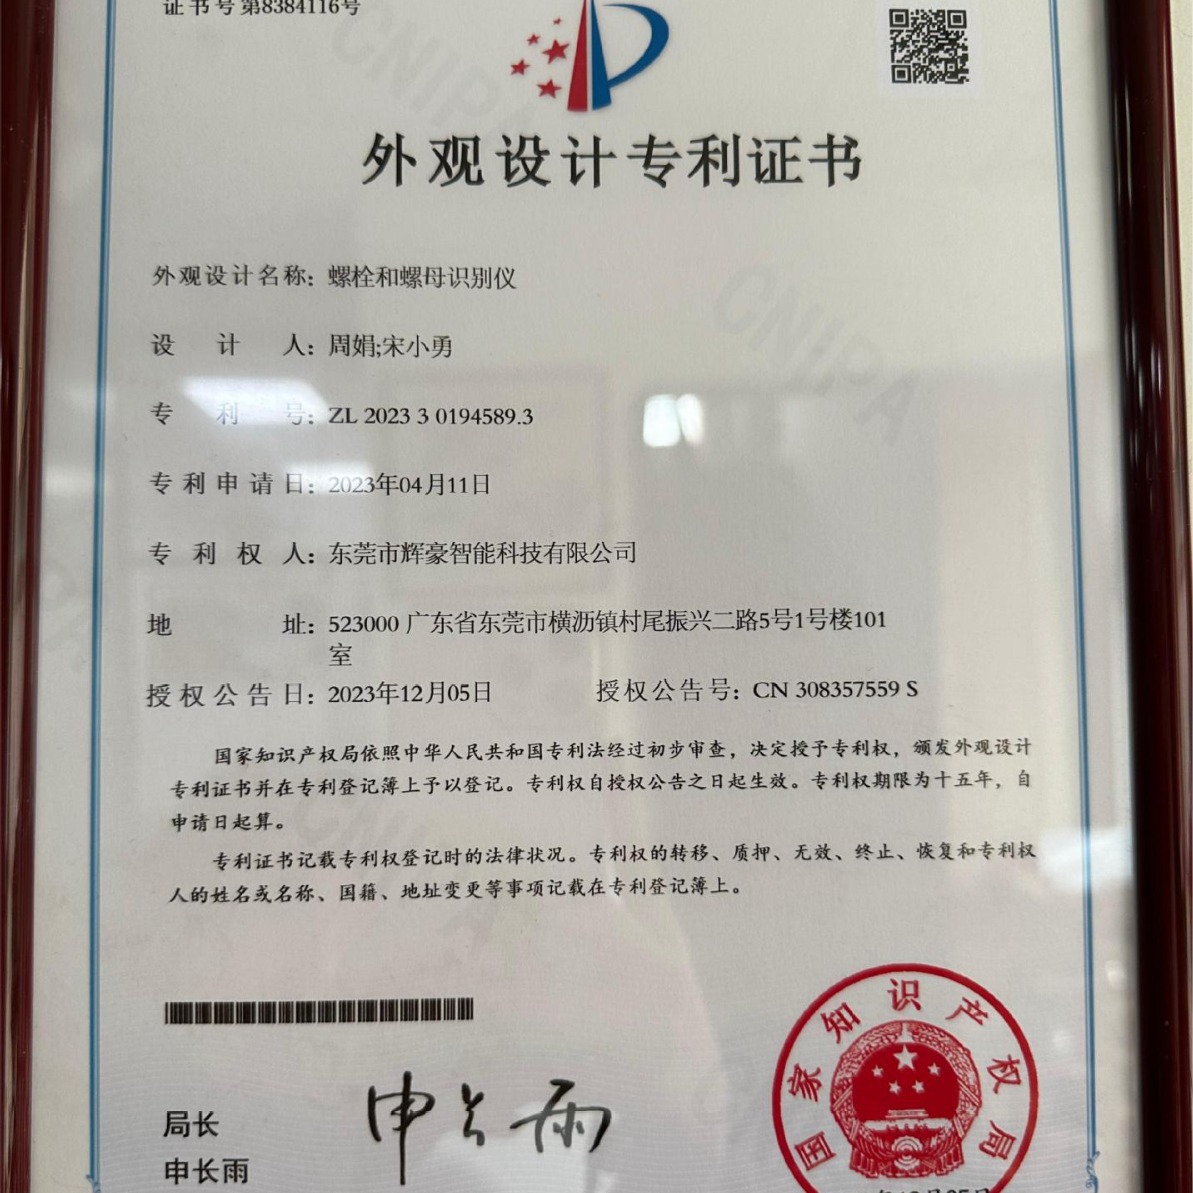 证书号第8384116号
外观设计专利证书
外观设计名称：螺栓和螺母识别仪
设计人：周娟;宋小勇
专利号：ZL 2023 3 0194589.3
专利申请日：2023年04月11日
专利权人：东莞市辉豪智能科技有限公司
地址：523000 广东省东莞市横沥镇村尾振兴二路5号1号楼101
室
授权公告日：2023年12月05日 授权公告号：CN 308357559 S
国家知识产权局依照中华人民共和国专利法经过初步审查，决定授予专利权，颁发外观设计
专利证书并在专利登记簿上予以登记。专利权自授权公告之日起生效。专利权期限为十五年，自
申请日起算。
专利证书记载专利权登记时的法律状况。专利权的转移、质押、无效、终止、恢复和专利权
人的姓名或名称、国籍、地址变更等事项记载在专利登记簿上。
局长
申长雨
申长雨
国家知识产权局
CNIPA
CNIPA
CNIPA